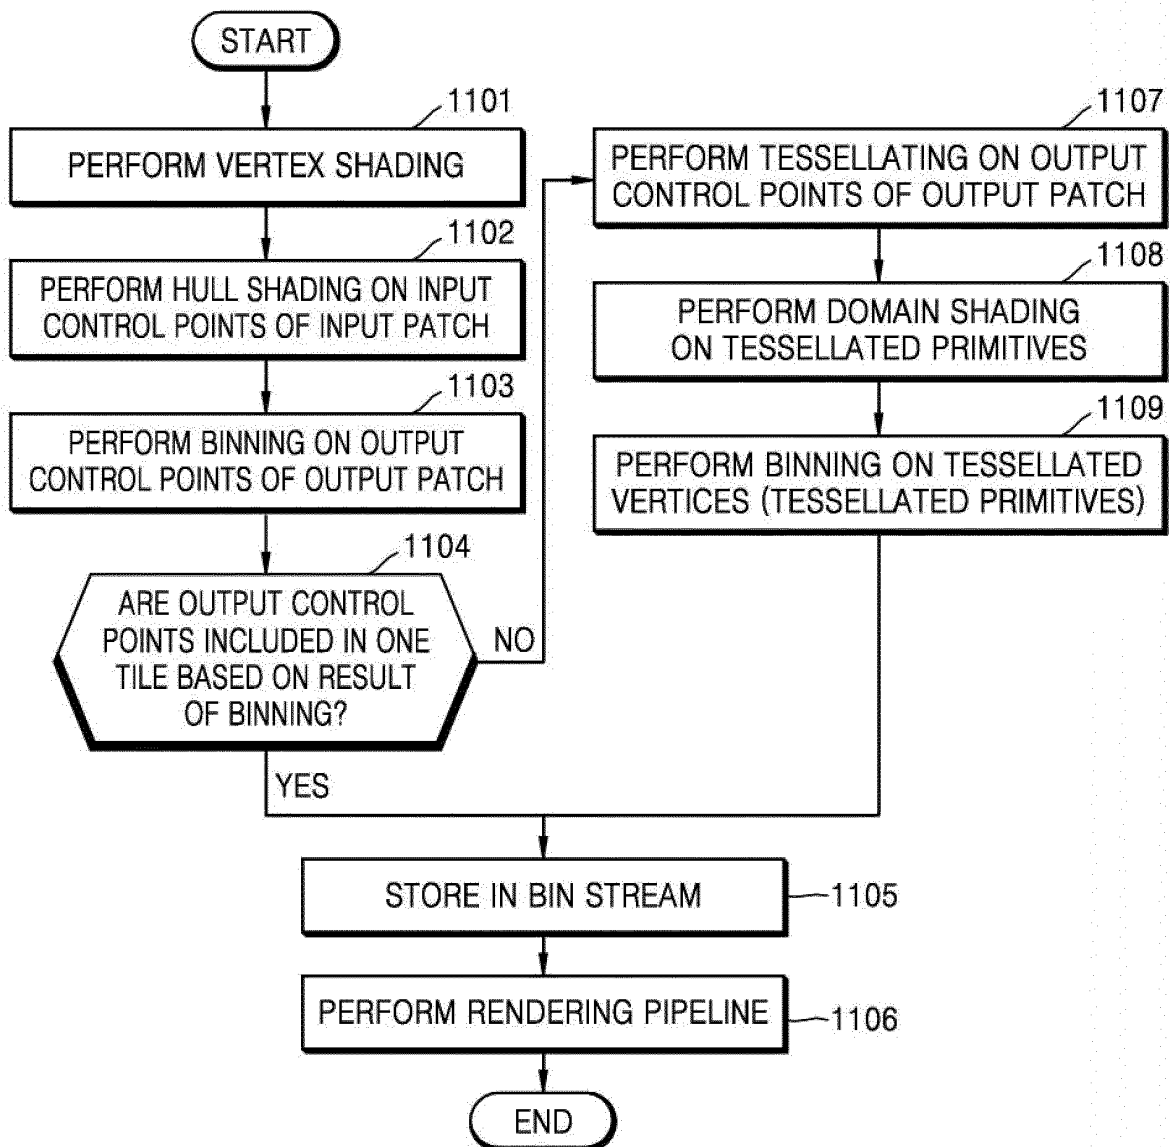 START
1101
PERFORM VERTEX SHADING
1102
PERFORM HULL SHADING ON INPUT
CONTROL POINTS OF INPUT PATCH
1103
PERFORM BINNING ON OUTPUT
CONTROL POINTS OF OUTPUT PATCH
1104
ARE OUTPUT CONTROL
POINTS INCLUDED IN ONE
TILE BASED ON RESULT
OF BINNING?
NO
YES
1107
PERFORM TESSELLATING ON OUTPUT
CONTROL POINTS OF OUTPUT PATCH
1108
PERFORM DOMAIN SHADING
ON TESSELLATED PRIMITIVES
1109
PERFORM BINNING ON TESSELLATED
VERTICES (TESSELLATED PRIMITIVES)
STORE IN BIN STREAM
1105
PERFORM RENDERING PIPELINE
1106
END